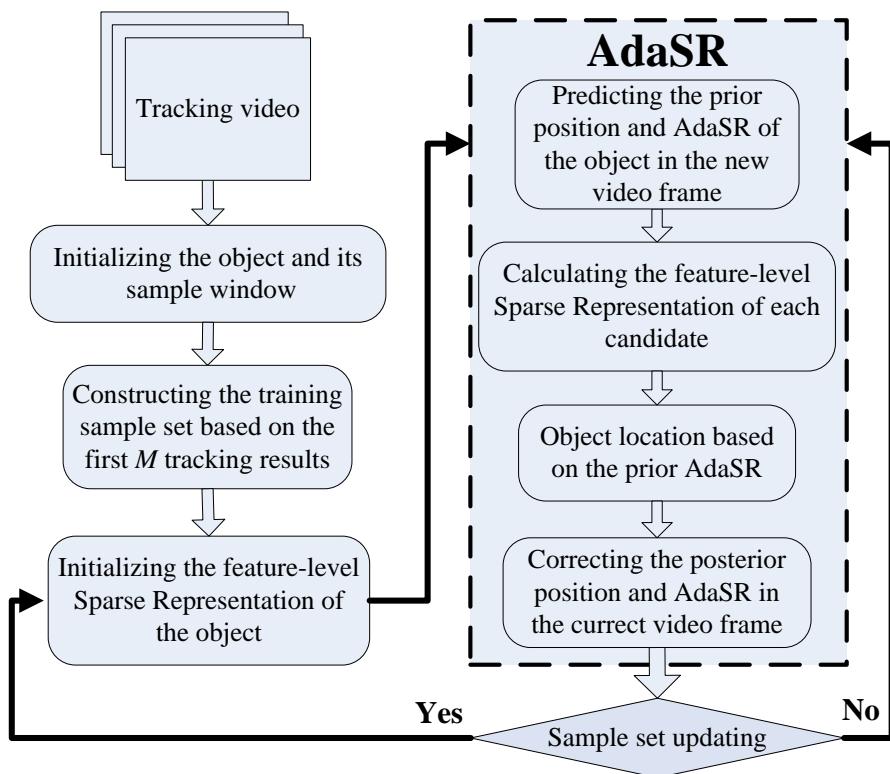 Tracking video
Initializing the object and its
sample window
Constructing the training
sample set based on the
first M tracking results
Initializing the feature-level
Sparse Representation of
the object
AdaSR
Predicting the prior
position and AdaSR of
the object in the new
video frame
Calculating the feature-level
Sparse Representation of each
candidate
Object location based
on the prior AdaSR
Correcting the posterior
position and AdaSR in
the currect video frame
Yes
No
Sample set updating